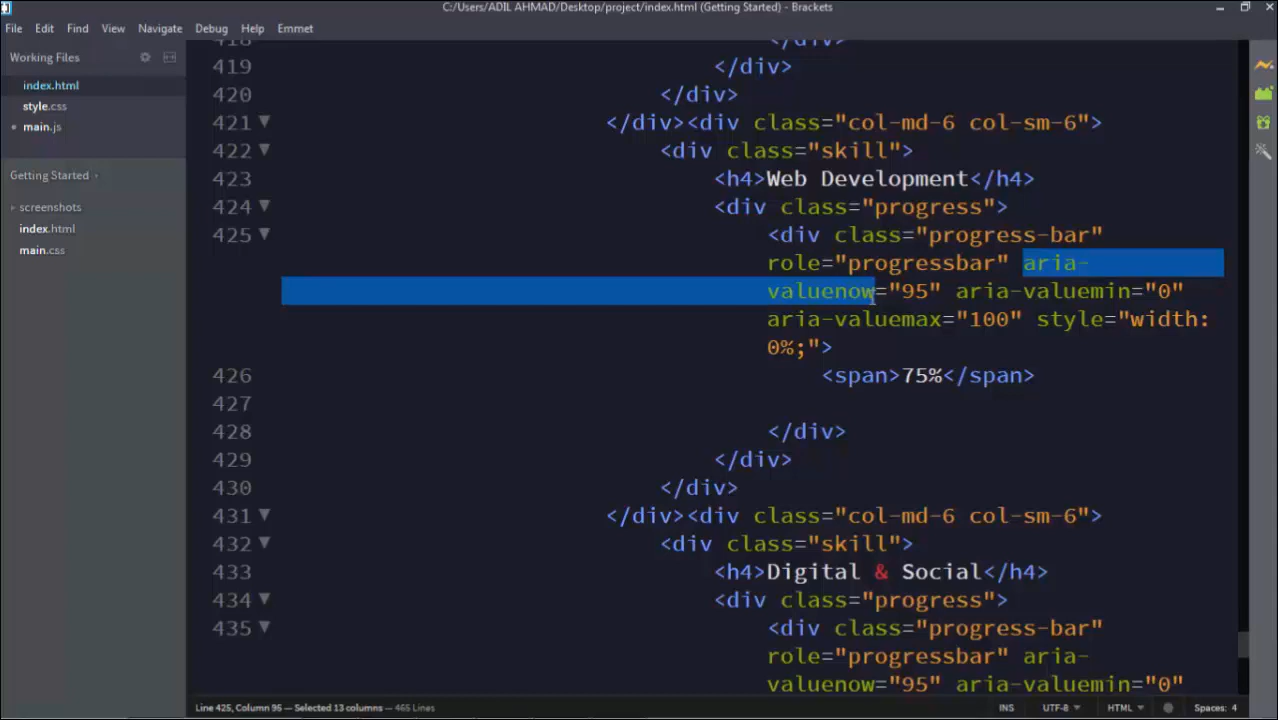 C:/Users/ADIL AHMAD/Desktop/project/index.html (Getting Started) - Brackets
File Edit Find View Navigate Debug Help Emmet
Working Files
index.html
style.css
main.js
Getting Started
screenshots
index.html
main.css
418 </div>
419 </div>
420 </div>
421 </div><div class="col-md-6 col-sm-6">
422 <div class="skill">
423 <h4>Web Development</h4>
424 <div class="progress">
425 <div class="progress-bar"
role="progressbar" aria-
valuenow="95" aria-valuemin="0"
aria-valuemax="100" style="width:
0%;">
426 <span>75%</span>
427
428 </div>
429 </div>
430 </div>
431 </div><div class="col-md-6 col-sm-6">
432 <div class="skill">
433 <h4>Digital & Social</h4>
434 <div class="progress">
435 <div class="progress-bar"
role="progressbar" aria-
valuenow="95" aria-valuemin="0"
Line 425, Column 95 — Selected 13 columns — 465 Lines INS UTF-8 HTML Spaces: 4